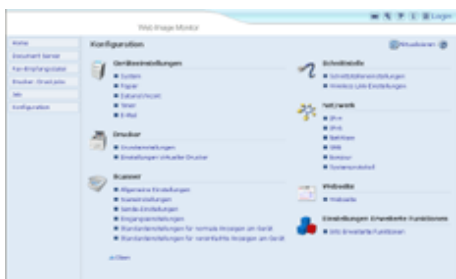 Web Image Monitor
Login
Home
Document Server
Fax-Empfangsdatei
Drucker: Druckjobs
Job
Konfiguration
Konfiguration
Aktualisieren
Geräteeinstellungen
System
Papier
Datum/Uhrzeit
Timer
E-Mail
Drucker
Grundeinstellungen
Einstellungen virtueller Drucker
Scanner
Allgemeine Einstellungen
Scaneinstellungen
Sende-Einstellungen
Eingangseinstellungen
Standardeinstellungen für normale Anzeigen am Gerät
Standardeinstellungen für vereinfachte Anzeigen am Gerät
Oben
Schnittstelle
Schnittstelleneinstellungen
Wireless LAN-Einstellungen
Netzwerk
IPv4
IPv6
NetWare
SMB
Bonjour
Systemprotokoll
Webseite
Webseite
Einstellungen Erweiterte Funktionen
Erweiterte Funktionen